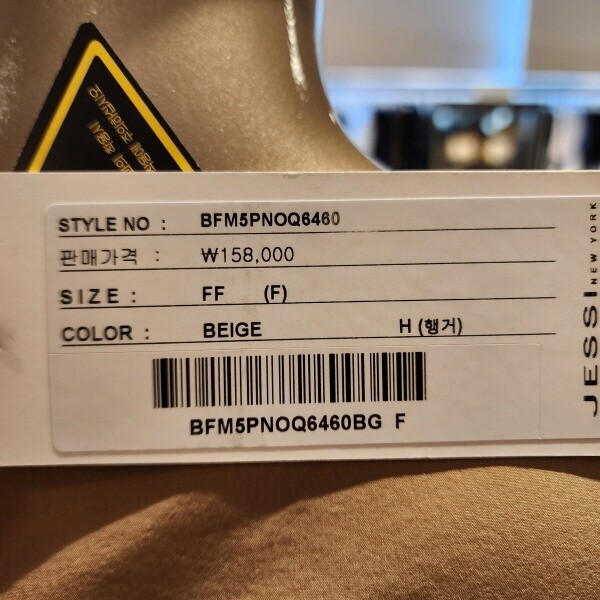 STYLE NO : BFM5PNOQ6460
판매가격 : ₩158,000
SIZE : FF (F)
COLOR : BEIGE H (행거)
BFM5PNOQ6460BG F
JESSI NEW YORK